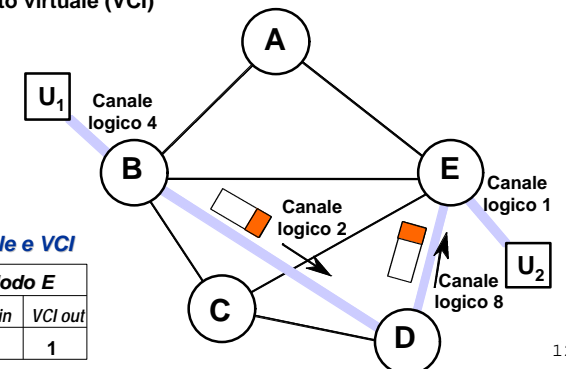 to virtuale (VCI)
A
U1
Canale
logico 4
B
E
Canale
logico 1
Canale
logico 2
U2
le e VCI
odo E
in VCI out
1
C
D
Canale
logico 8